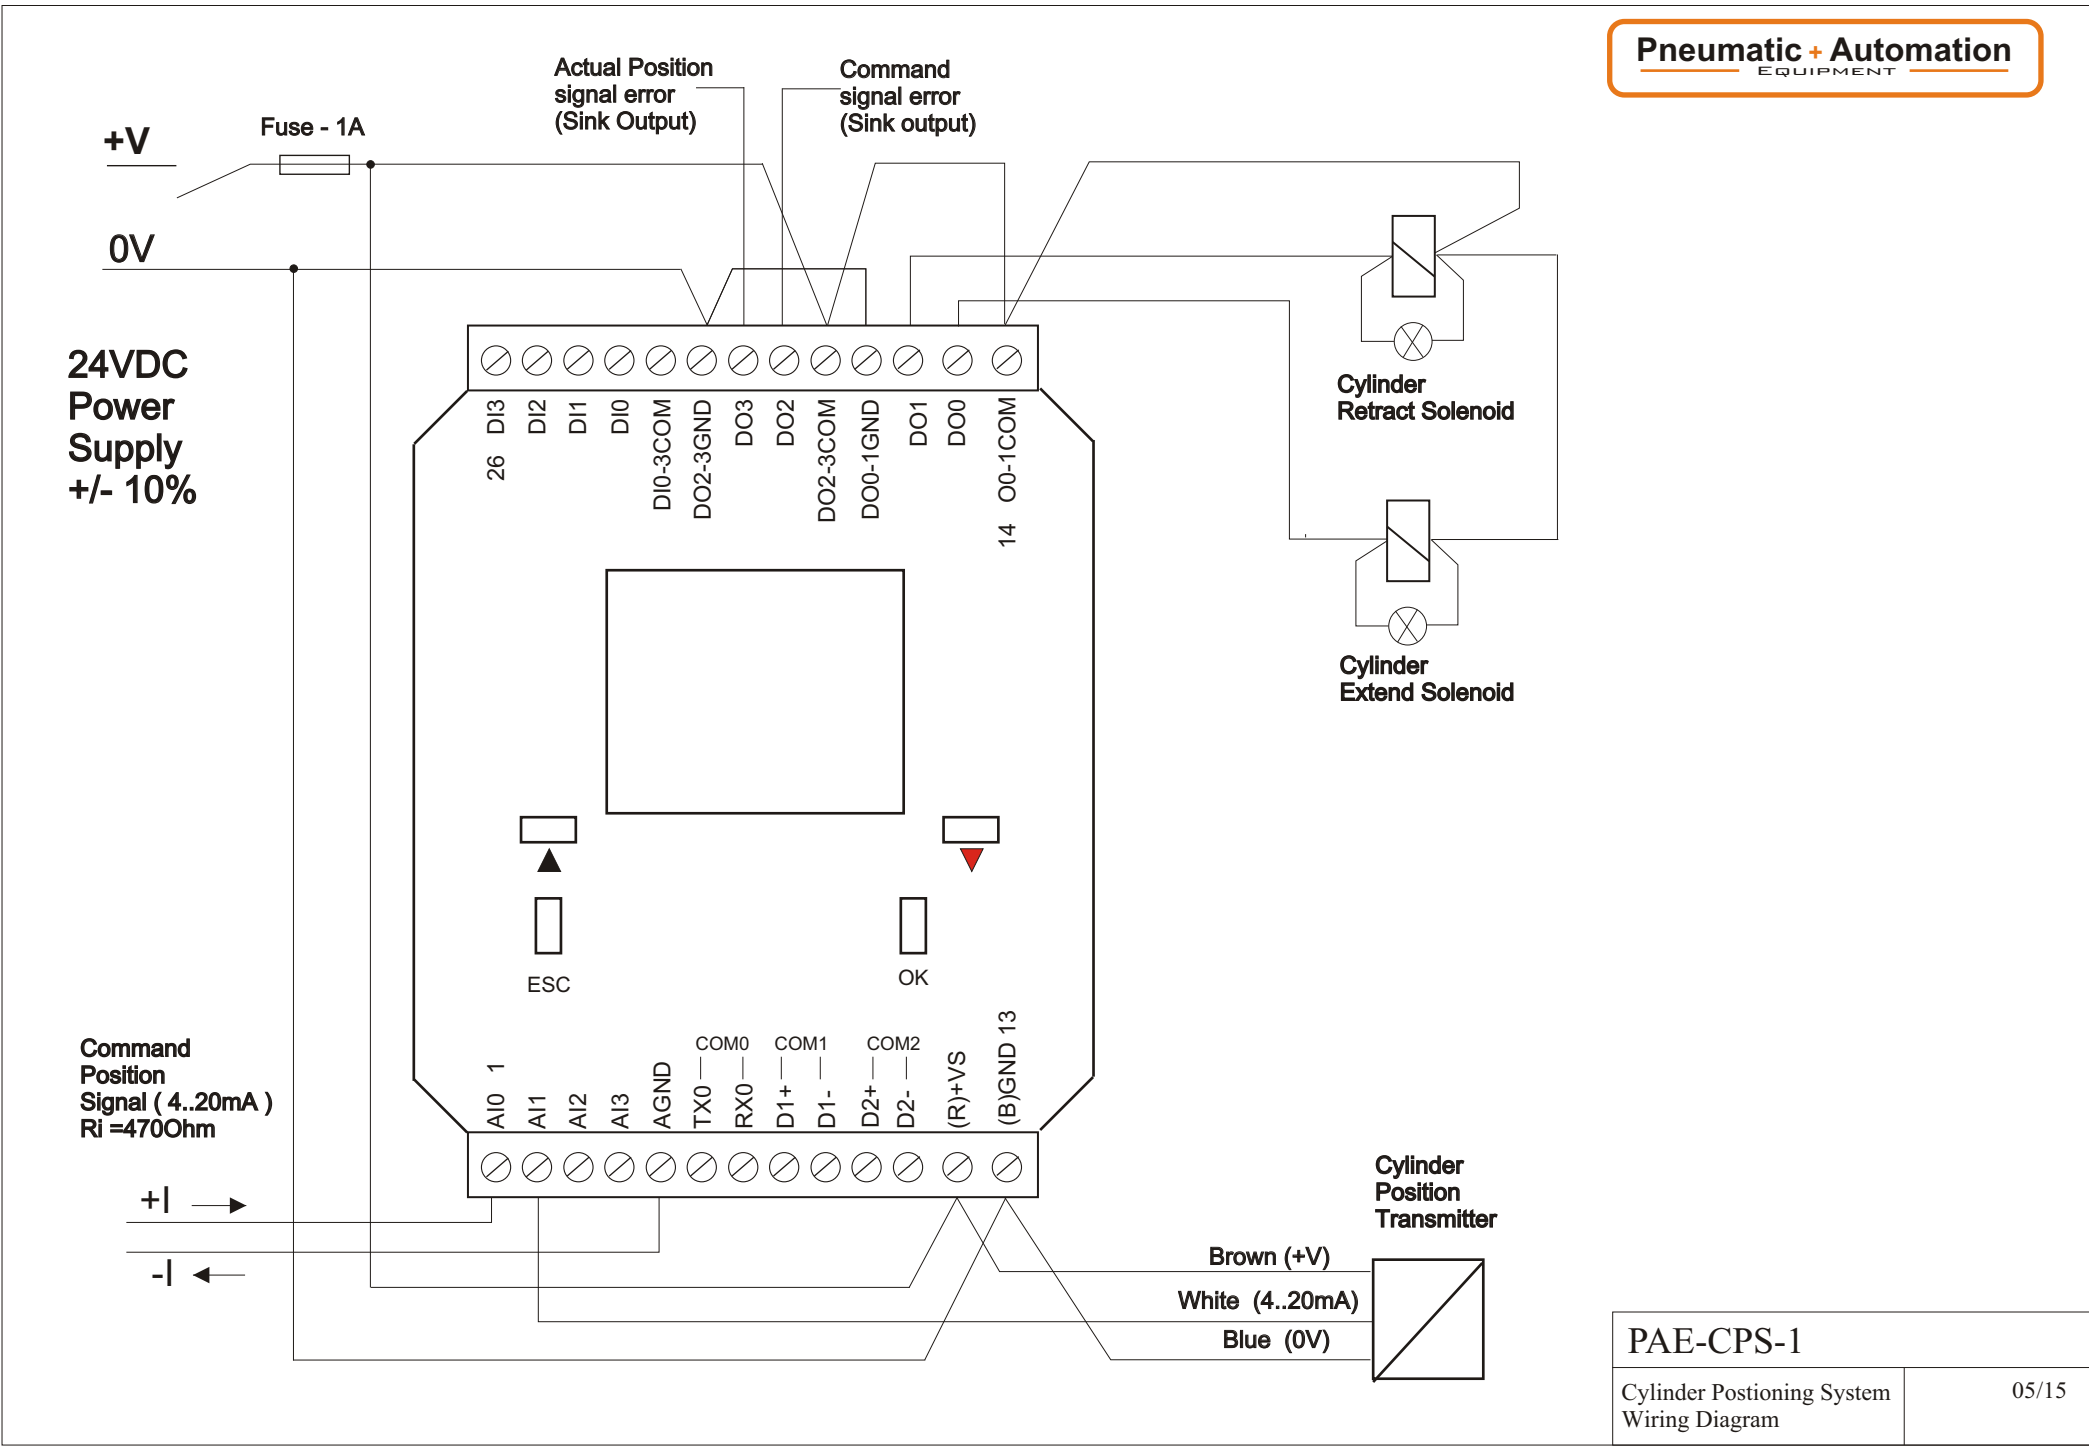 Pneumatic + Automation
EQUIPMENT
Actual Position
signal error
(Sink Output)
Command
signal error
(Sink output)
+V
Fuse - 1A
0V
24VDC
Power
Supply
+/- 10%
26 DI3
DI2
DI1
DI0
DI0-3COM
DO2-3GND
DO3
DO2
DO2-3COM
DO0-1GND
DO1
DO0
14 O0-1COM
Cylinder
Retract Solenoid
Cylinder
Extend Solenoid
ESC
OK
Command
Position
Signal ( 4..20mA )
Ri =470Ohm
COM0
COM1
COM2
AI0 1
AI1
AI2
AI3
AGND
TX0
RX0
D1+
D1-
D2+
D2-
(R)+VS
(B)GND 13
+I
-I
Cylinder
Position
Transmitter
Brown (+V)
White (4..20mA)
Blue (0V)
PAE-CPS-1
Cylinder Postioning System
Wiring Diagram
05/15